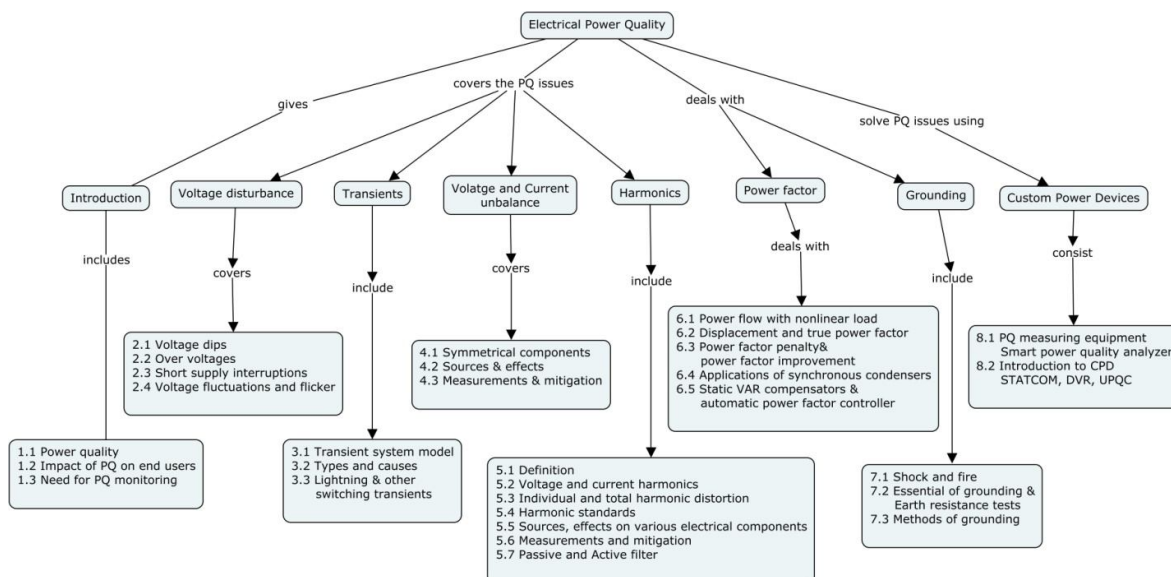 Electrical Power Quality
covers the PQ issues
gives
deals with
solve PQ issues using
Introduction
Voltage disturbance
Transients
Volatge and Current
unbalance
Harmonics
Power factor
Grounding
Custom Power Devices
includes
covers
include
covers
include
deals with
include
consist
2.1 Voltage dips
2.2 Over voltages
2.3 Short supply interruptions
2.4 Voltage fluctuations and flicker
4.1 Symmetrical components
4.2 Sources & effects
4.3 Measurements & mitigation
6.1 Power flow with nonlinear load
6.2 Displacement and true power factor
6.3 Power factor penalty&
power factor improvement
6.4 Applications of synchronous condensers
6.5 Static VAR compensators &
automatic power factor controller
8.1 PQ measuring equipment
Smart power quality analyzer
8.2 Introduction to CPD
STATCOM, DVR, UPQC
1.1 Power quality
1.2 Impact of PQ on end users
1.3 Need for PQ monitoring
3.1 Transient system model
3.2 Types and causes
3.3 Lightning & other
switching transients
5.1 Definition
5.2 Voltage and current harmonics
5.3 Individual and total harmonic distortion
5.4 Harmonic standards
5.5 Sources, effects on various electrical components
5.6 Measurements and mitigation
5.7 Passive and Active filter
7.1 Shock and fire
7.2 Essential of grounding &
Earth resistance tests
7.3 Methods of grounding